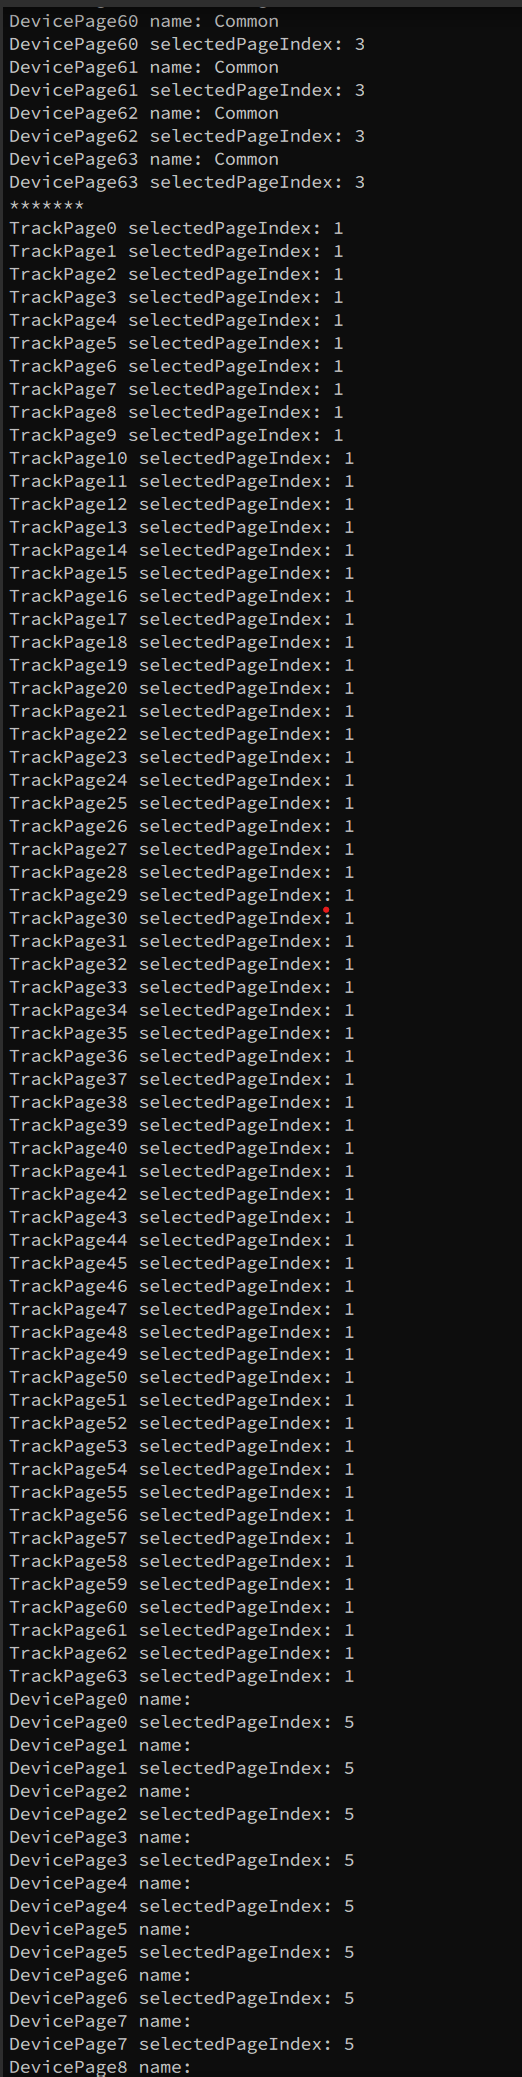 DevicePage60 name: Common
DevicePage60 selectedPageIndex: 3
DevicePage61 name: Common
DevicePage61 selectedPageIndex: 3
DevicePage62 name: Common
DevicePage62 selectedPageIndex: 3
DevicePage63 name: Common
DevicePage63 selectedPageIndex: 3
*******
TrackPage0 selectedPageIndex: 1
TrackPage1 selectedPageIndex: 1
TrackPage2 selectedPageIndex: 1
TrackPage3 selectedPageIndex: 1
TrackPage4 selectedPageIndex: 1
TrackPage5 selectedPageIndex: 1
TrackPage6 selectedPageIndex: 1
TrackPage7 selectedPageIndex: 1
TrackPage8 selectedPageIndex: 1
TrackPage9 selectedPageIndex: 1
TrackPage10 selectedPageIndex: 1
TrackPage11 selectedPageIndex: 1
TrackPage12 selectedPageIndex: 1
TrackPage13 selectedPageIndex: 1
TrackPage14 selectedPageIndex: 1
TrackPage15 selectedPageIndex: 1
TrackPage16 selectedPageIndex: 1
TrackPage17 selectedPageIndex: 1
TrackPage18 selectedPageIndex: 1
TrackPage19 selectedPageIndex: 1
TrackPage20 selectedPageIndex: 1
TrackPage21 selectedPageIndex: 1
TrackPage22 selectedPageIndex: 1
TrackPage23 selectedPageIndex: 1
TrackPage24 selectedPageIndex: 1
TrackPage25 selectedPageIndex: 1
TrackPage26 selectedPageIndex: 1
TrackPage27 selectedPageIndex: 1
TrackPage28 selectedPageIndex: 1
TrackPage29 selectedPageIndex: 1
TrackPage30 selectedPageIndex: 1
TrackPage31 selectedPageIndex: 1
TrackPage32 selectedPageIndex: 1
TrackPage33 selectedPageIndex: 1
TrackPage34 selectedPageIndex: 1
TrackPage35 selectedPageIndex: 1
TrackPage36 selectedPageIndex: 1
TrackPage37 selectedPageIndex: 1
TrackPage38 selectedPageIndex: 1
TrackPage39 selectedPageIndex: 1
TrackPage40 selectedPageIndex: 1
TrackPage41 selectedPageIndex: 1
TrackPage42 selectedPageIndex: 1
TrackPage43 selectedPageIndex: 1
TrackPage44 selectedPageIndex: 1
TrackPage45 selectedPageIndex: 1
TrackPage46 selectedPageIndex: 1
TrackPage47 selectedPageIndex: 1
TrackPage48 selectedPageIndex: 1
TrackPage49 selectedPageIndex: 1
TrackPage50 selectedPageIndex: 1
TrackPage51 selectedPageIndex: 1
TrackPage52 selectedPageIndex: 1
TrackPage53 selectedPageIndex: 1
TrackPage54 selectedPageIndex: 1
TrackPage55 selectedPageIndex: 1
TrackPage56 selectedPageIndex: 1
TrackPage57 selectedPageIndex: 1
TrackPage58 selectedPageIndex: 1
TrackPage59 selectedPageIndex: 1
TrackPage60 selectedPageIndex: 1
TrackPage61 selectedPageIndex: 1
TrackPage62 selectedPageIndex: 1
TrackPage63 selectedPageIndex: 1
DevicePage0 name:
DevicePage0 selectedPageIndex: 5
DevicePage1 name:
DevicePage1 selectedPageIndex: 5
DevicePage2 name:
DevicePage2 selectedPageIndex: 5
DevicePage3 name:
DevicePage3 selectedPageIndex: 5
DevicePage4 name:
DevicePage4 selectedPageIndex: 5
DevicePage5 name:
DevicePage5 selectedPageIndex: 5
DevicePage6 name:
DevicePage6 selectedPageIndex: 5
DevicePage7 name:
DevicePage7 selectedPageIndex: 5
DevicePage8 name: